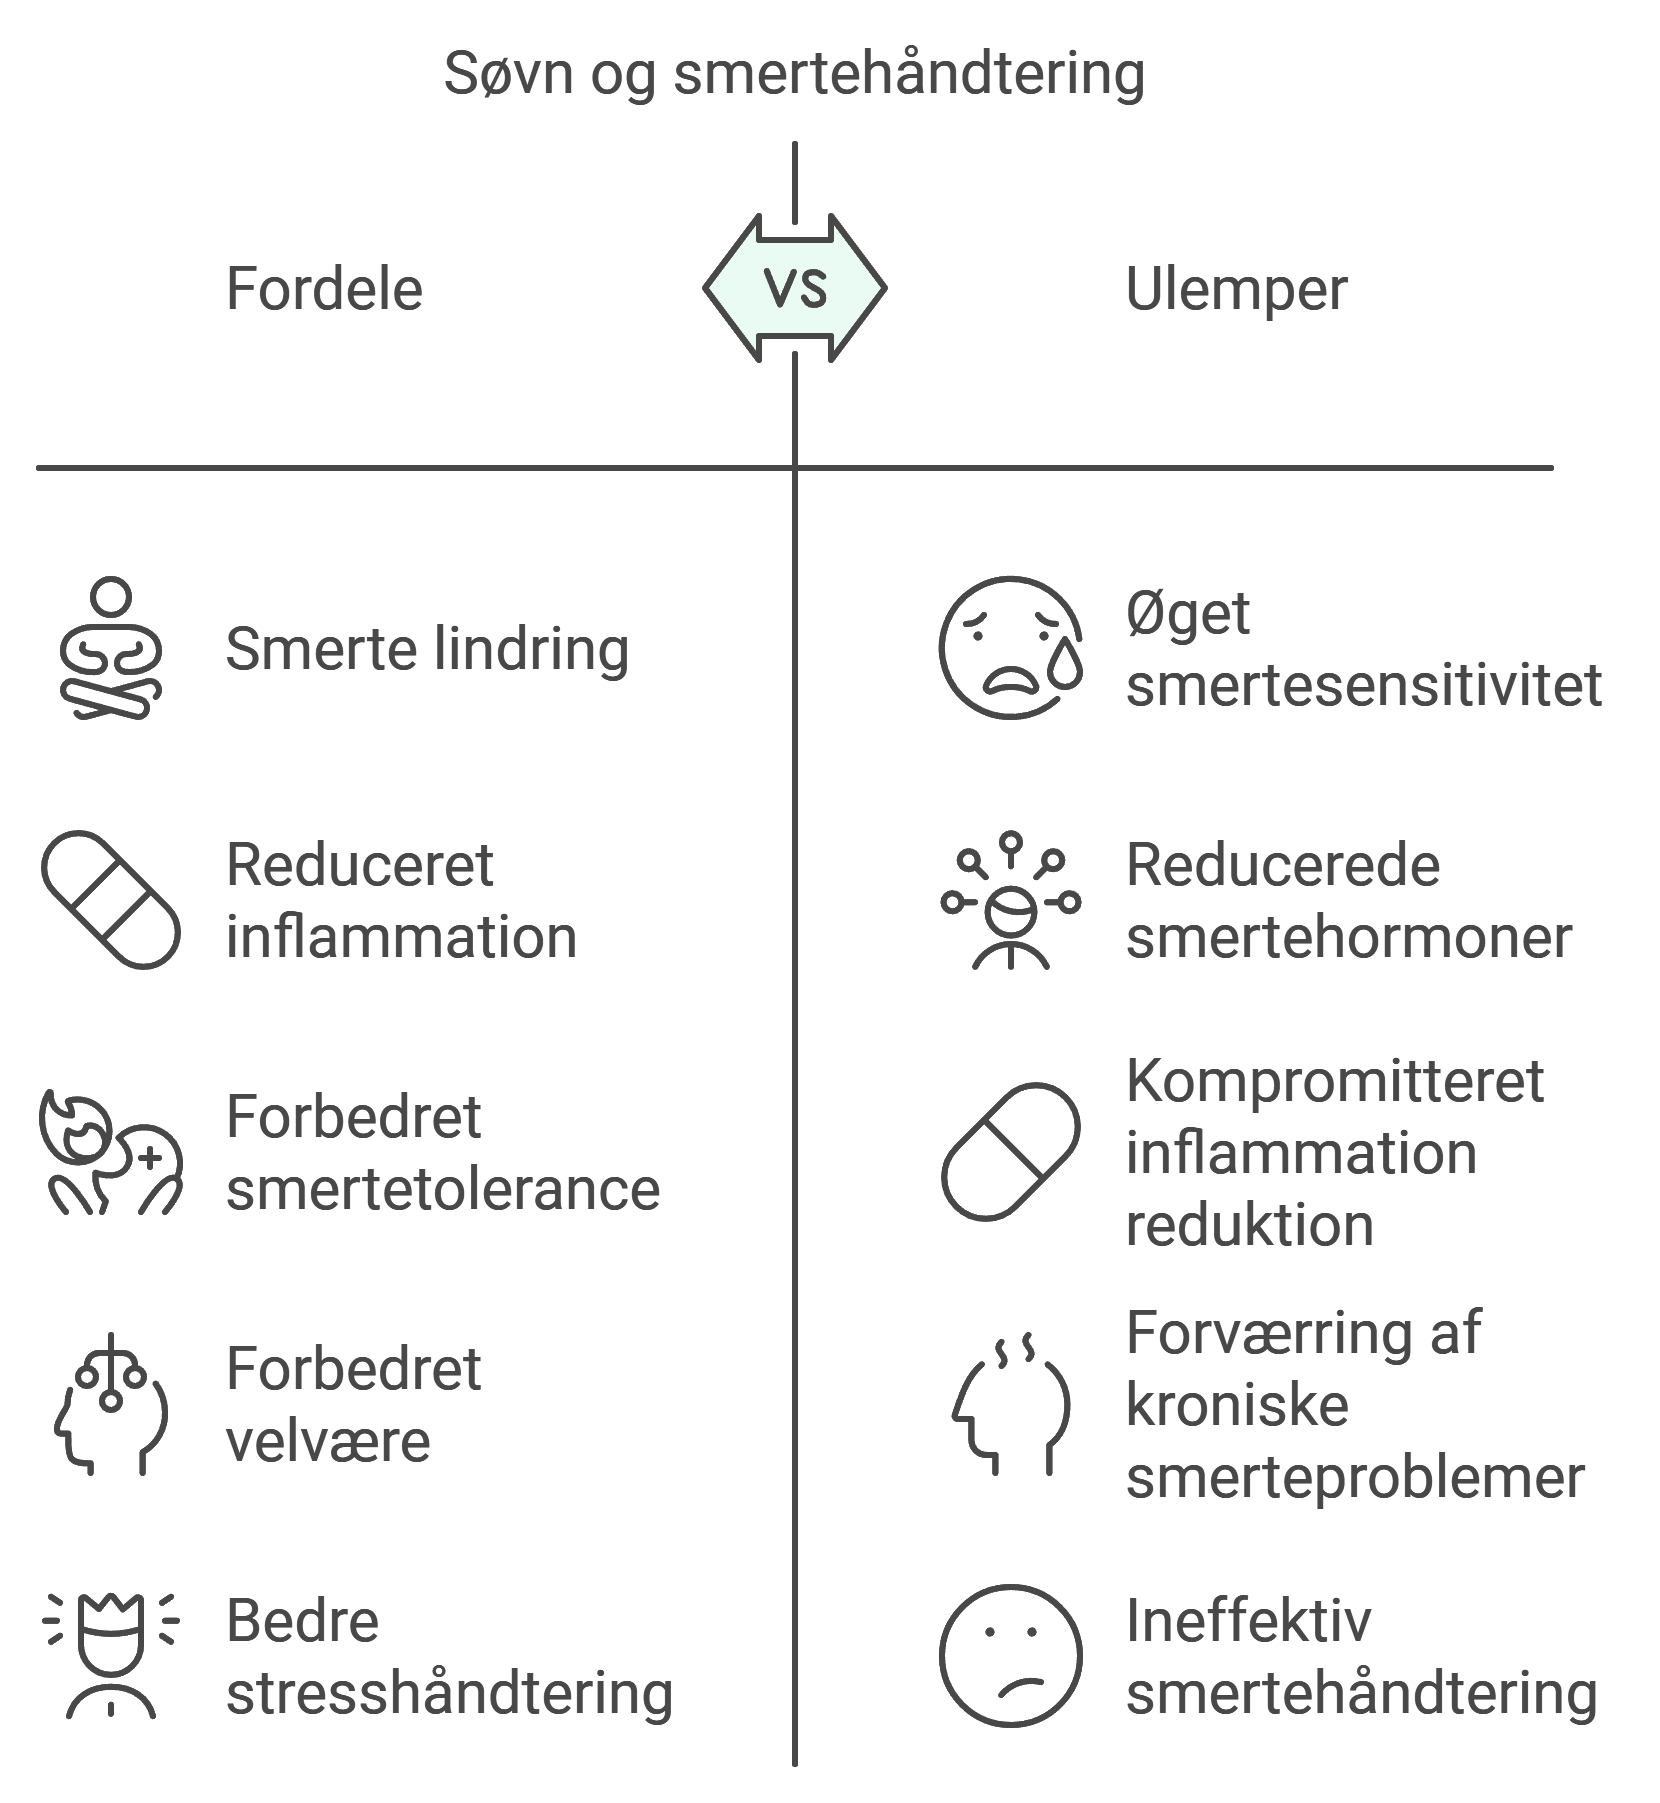 Søvn og smertehåndtering
Fordele
VS
Ulemper
Smerte lindring
Øget
smertesensitivitet
Reduceret
inflammation
Reducerede
smertehormoner
Forbedret
smertetolerance
Kompromitteret
inflammation
reduktion
Forbedret
velvære
Forværring af
kroniske
smerteproblemer
Bedre
stresshåndtering
Ineffektiv
smertehåndtering